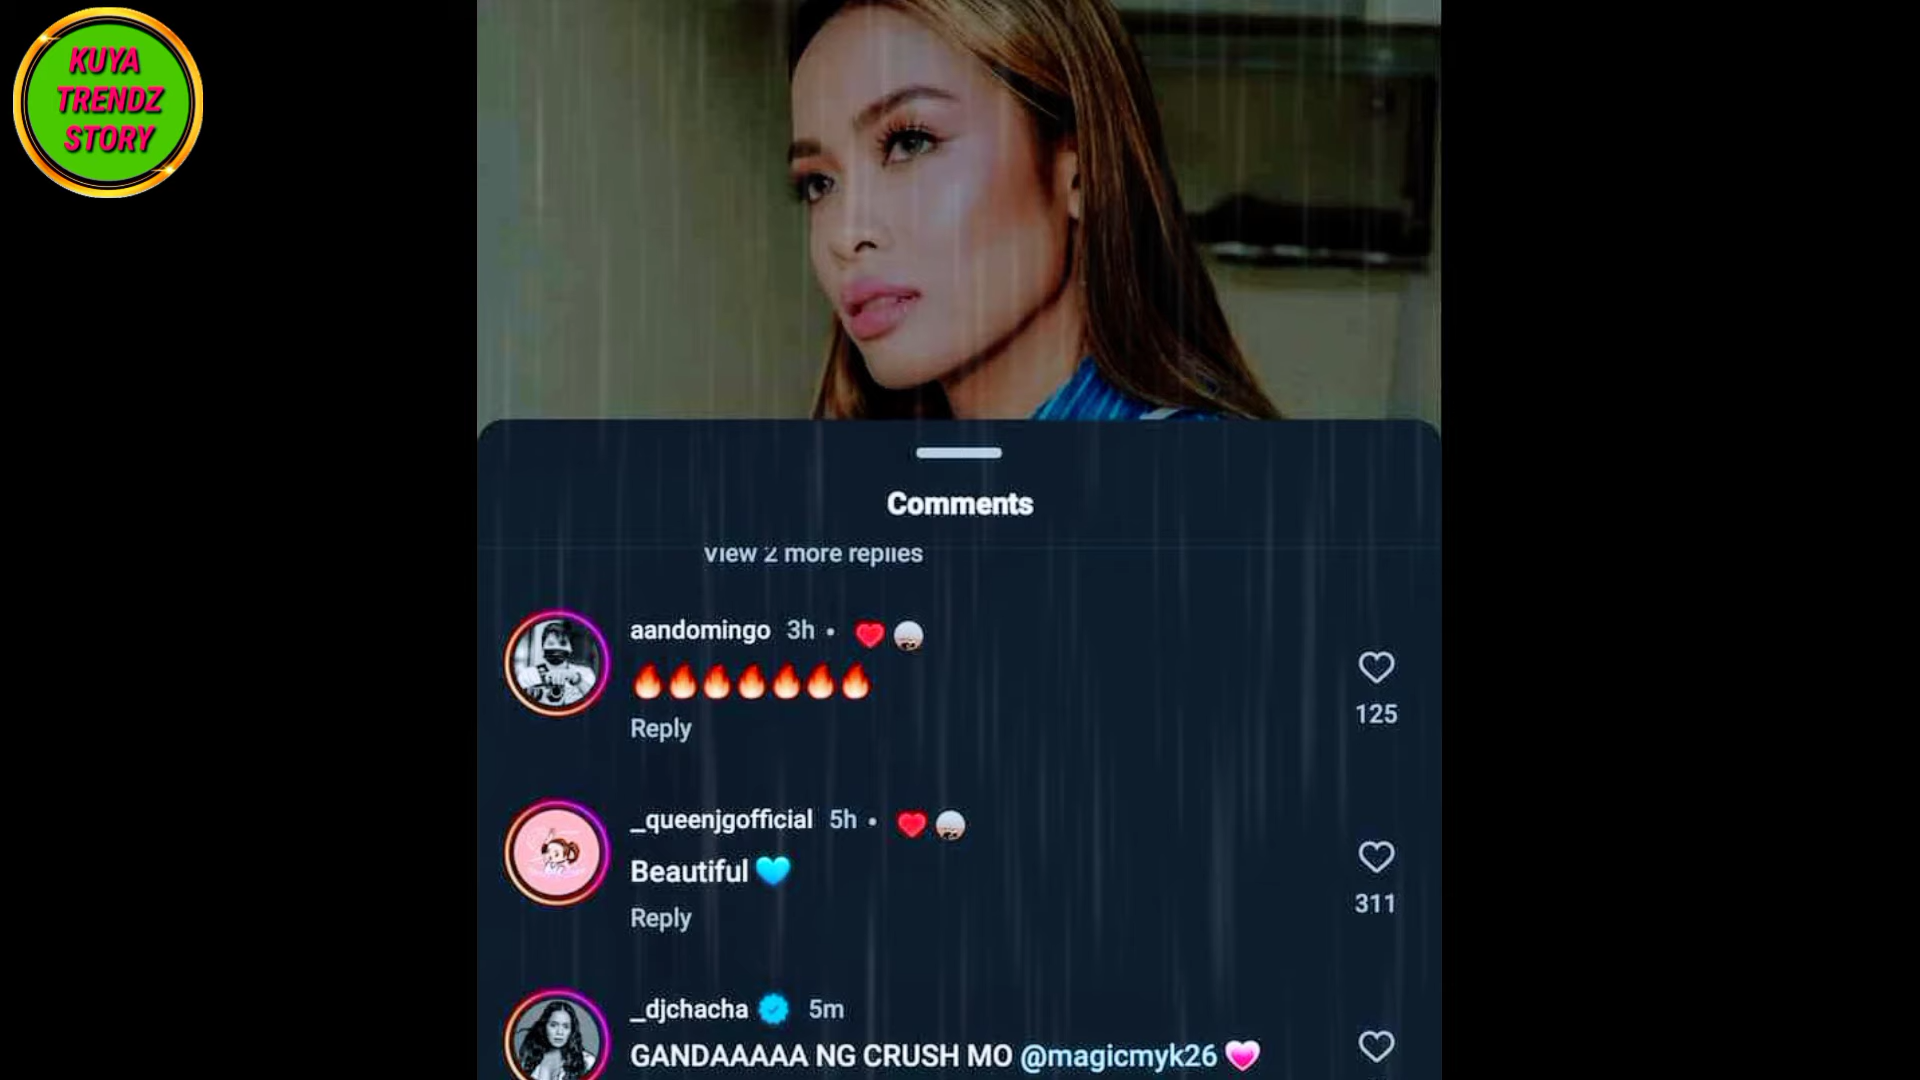 KUYA
TRENDZ
STORY
Comments
View 2 more replies
aandomingo 3h •
Reply
125
_queenjgofficial 5h •
Beautiful
Reply
311
_djchacha 5m
GANDAAAAA NG CRUSH MO @magicmyk26